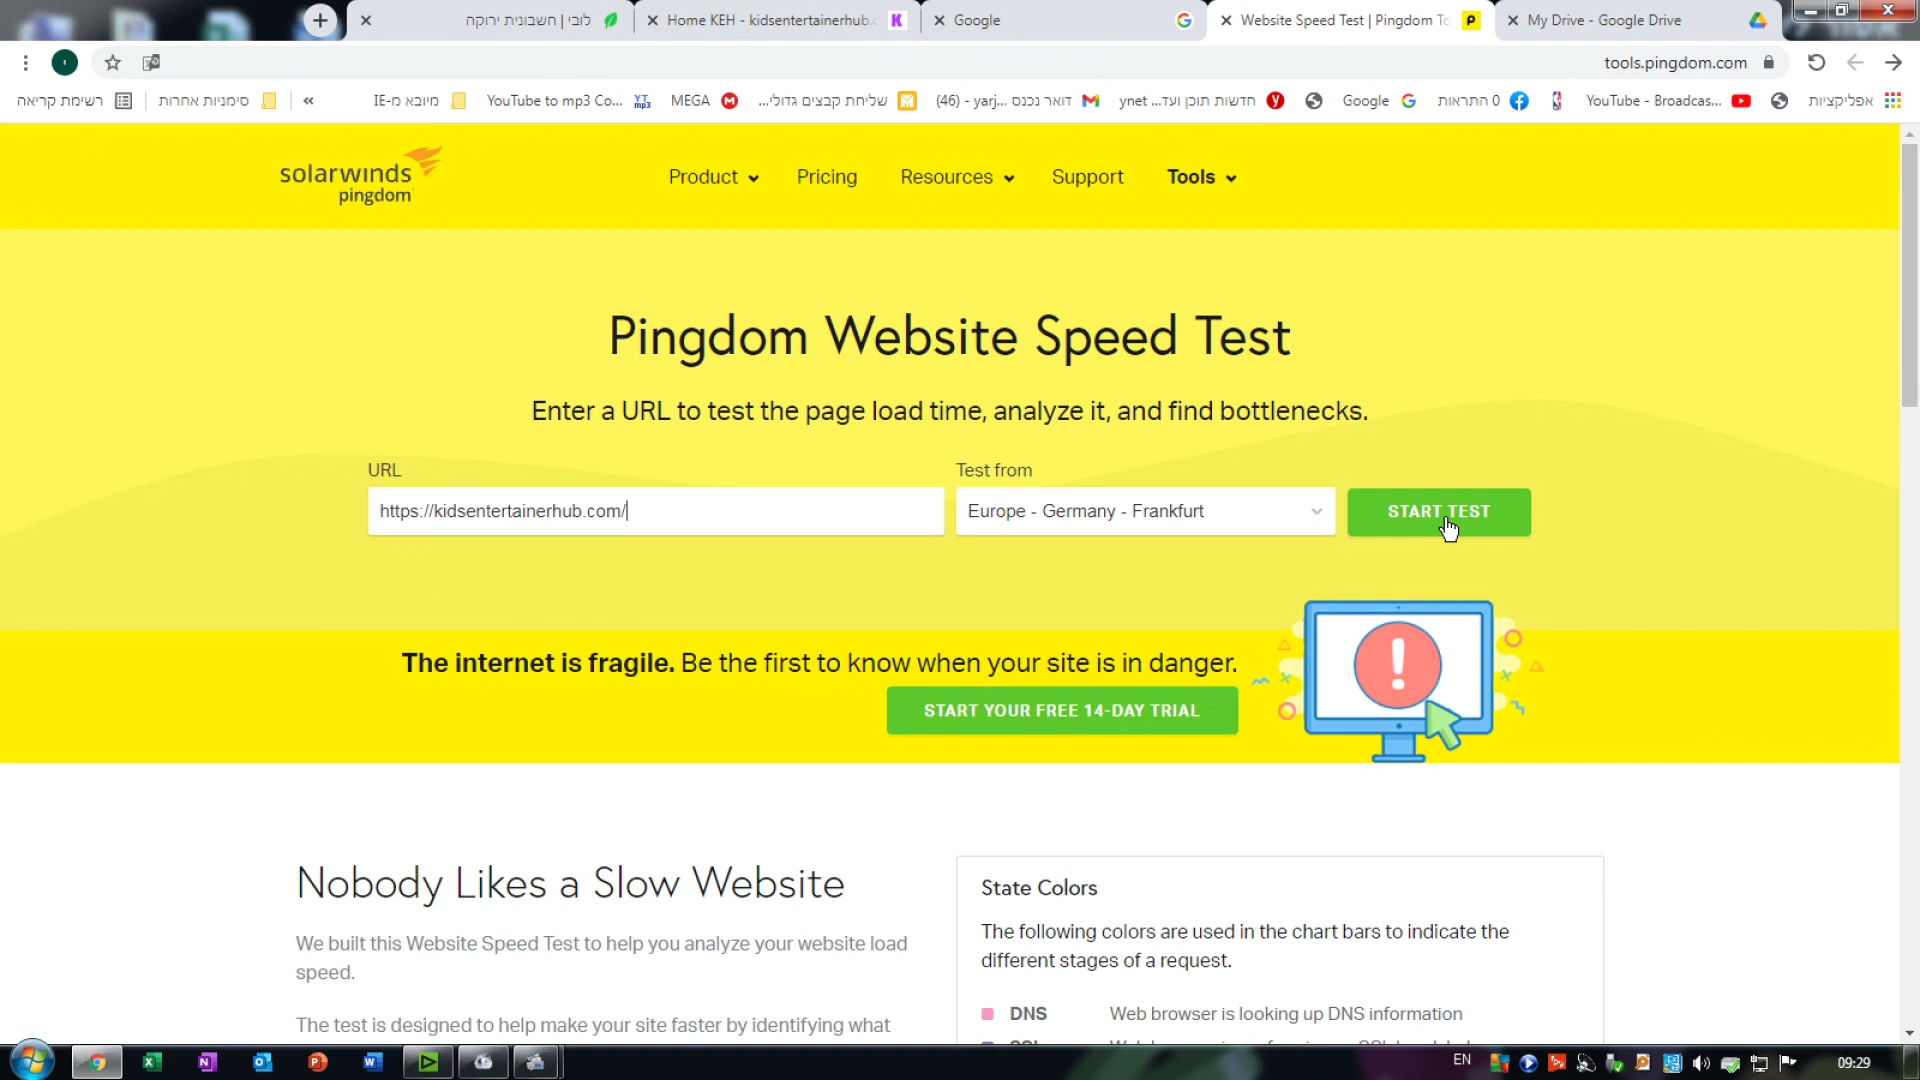 לובי | חשבונית ירוקה
Home KEH - kidsentertainerhub.
Google
Website Speed Test | Pingdom To
My Drive - Google Drive
tools.pingdom.com
רשימת קריאה
סימניות אחרות
«
מיובא מ-IE
YouTube to mp3 Co...
MEGA
שליחת קבצים גדולי...
דואר נכנס (46) - yarj...
חדשות תוכן ועד... ynet
Google
0 התראות
YouTube - Broadcas...
אפליקציות
solarwinds
pingdom
Product
Pricing
Resources
Support
Tools
Pingdom Website Speed Test
Enter a URL to test the page load time, analyze it, and find bottlenecks.
URL
Test from
https://kidsentertainerhub.com/
Europe - Germany - Frankfurt
START TEST
The internet is fragile. Be the first to know when your site is in danger.
START YOUR FREE 14-DAY TRIAL
Nobody Likes a Slow Website
We built this Website Speed Test to help you analyze your website load
speed.
The test is designed to help make your site faster by identifying what
State Colors
The following colors are used in the chart bars to indicate the
different stages of a request.
DNS
Web browser is looking up DNS information
EN
09:29